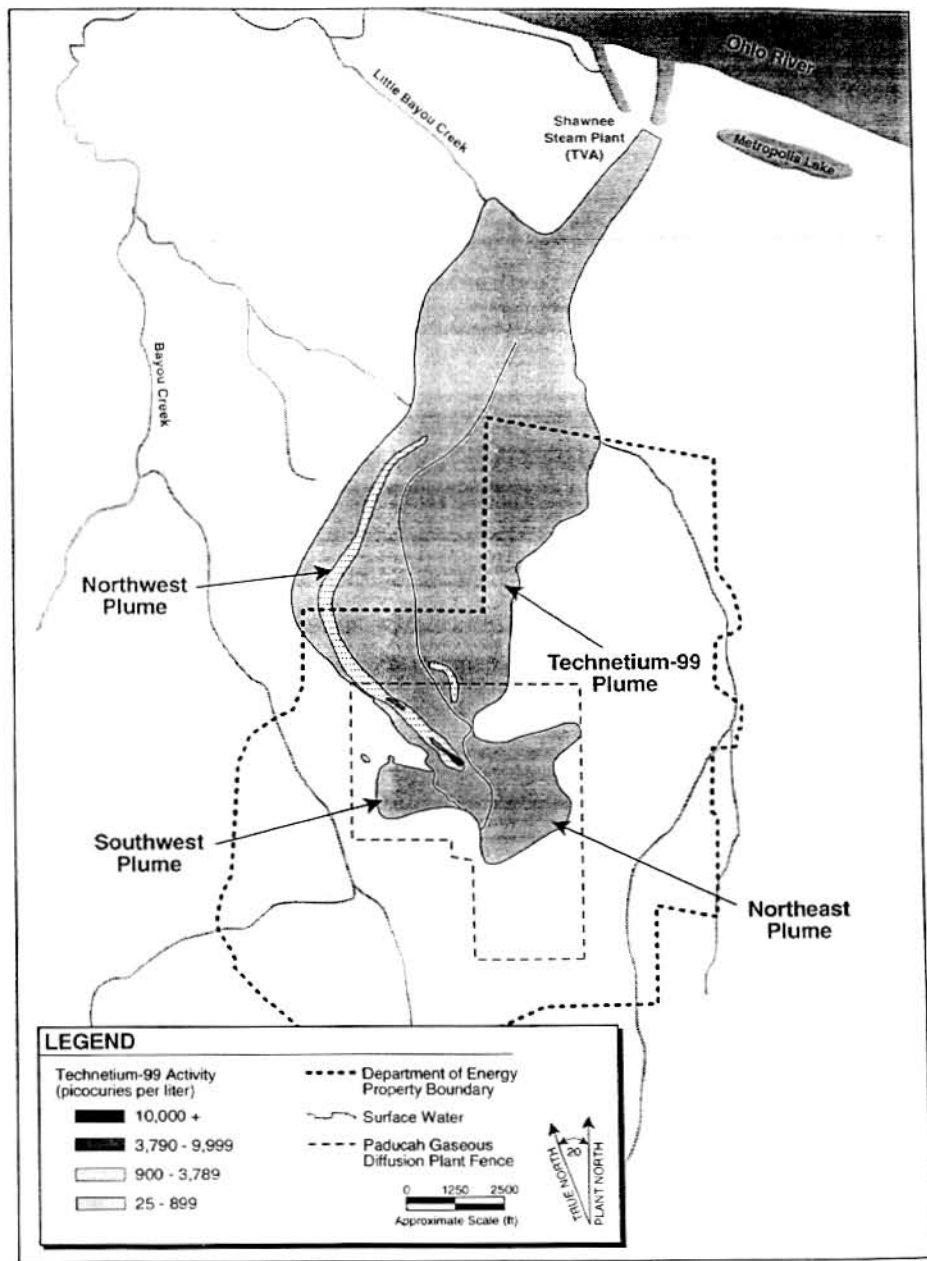 Ohio River
Little Bayou Creek
Shawnee
Steam Plant
(TVA)
Metropolis Lake
Bayou Creek
Northwest
Plume
Technetium-99
Plume
Southwest
Plume
Northeast
Plume
LEGEND
Technetium-99 Activity
(picocuries per liter)
10,000 +
3,790 - 9,999
900 - 3,789
25 - 899
Department of Energy
Property Boundary
Surface Water
Paducah Gaseous
Diffusion Plant Fence
0 1250 2500
Approximate Scale (ft)
20
TRUE NORTH
PLANT NORTH